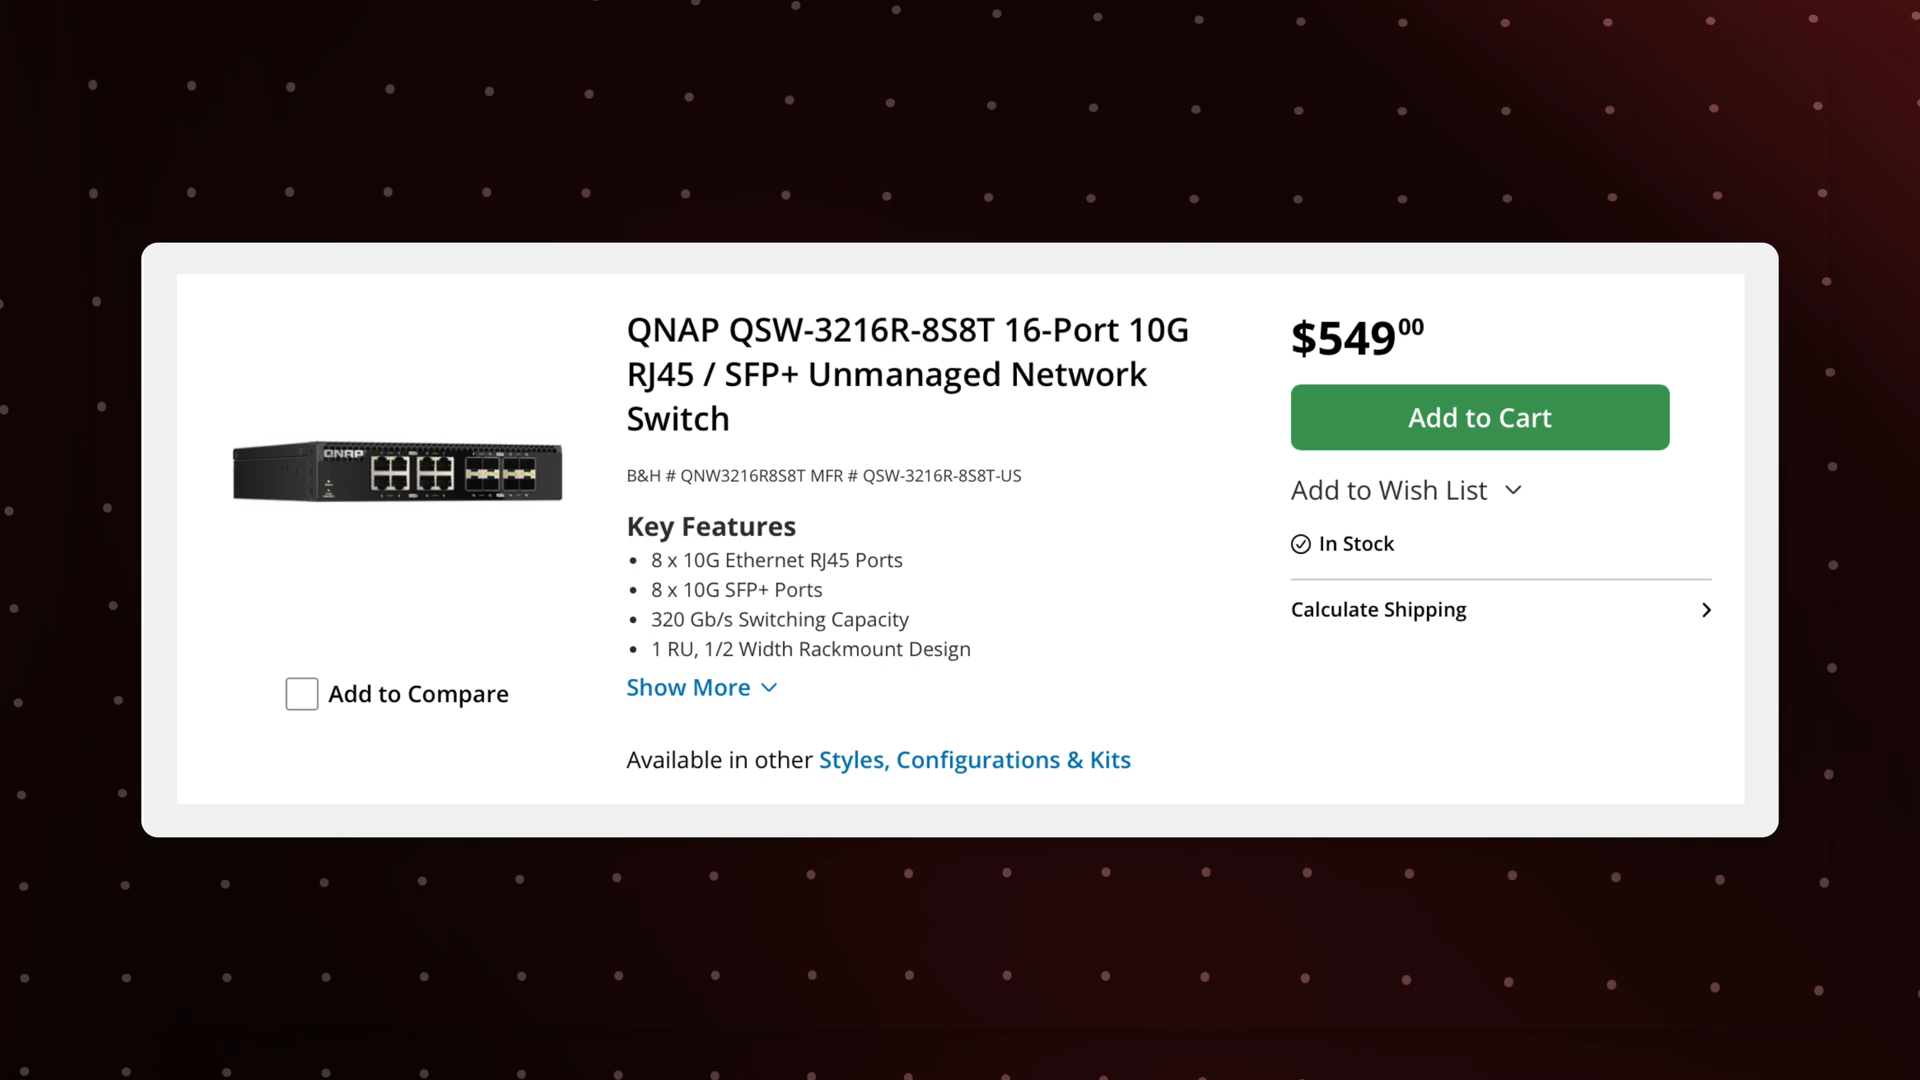 QNAP QSW-3216R-8S8T 16-Port 10G
RJ45 / SFP+ Unmanaged Network
Switch
B&H # QNW3216R8S8T MFR # QSW-3216R-8S8T-US
Key Features
• 8 x 10G Ethernet RJ45 Ports
• 8 x 10G SFP+ Ports
• 320 Gb/s Switching Capacity
• 1 RU, 1/2 Width Rackmount Design
Show More
Available in other Styles, Configurations & Kits
QNAP
Add to Compare
$54900
Add to Cart
Add to Wish List
In Stock
Calculate Shipping